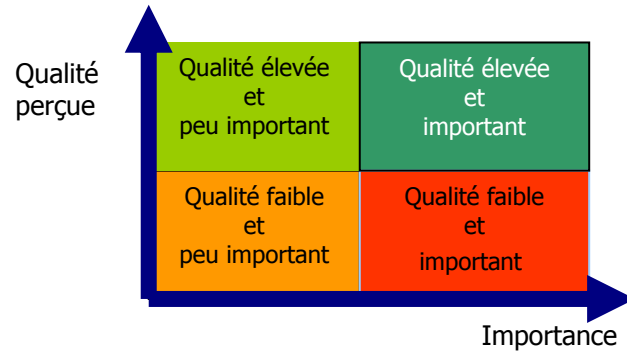 Qualité
perçue
Qualité élevée
et
peu important
Qualité élevée
et
important
Qualité faible
et
peu important
Qualité faible
et
important
Importance